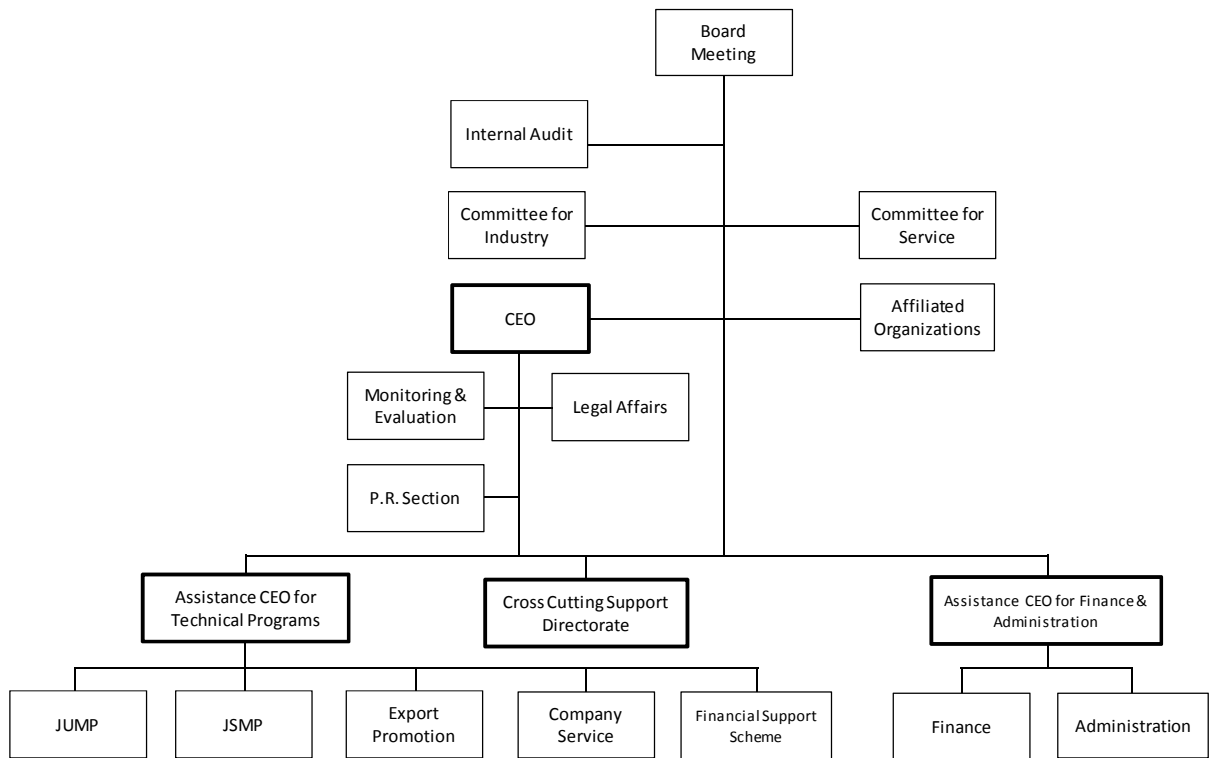 Board
Meeting
Internal Audit
Committee for
Industry
Committee for
Service
CEO
Affiliated
Organizations
Monitoring &
Evaluation
Legal Affairs
P.R. Section
Assistance CEO for
Technical Programs
Cross Cutting Support
Directorate
Assistance CEO for Finance &
Administration
JUMP
JSMP
Export
Promotion
Company
Service
Financial Support
Scheme
Finance
Administration